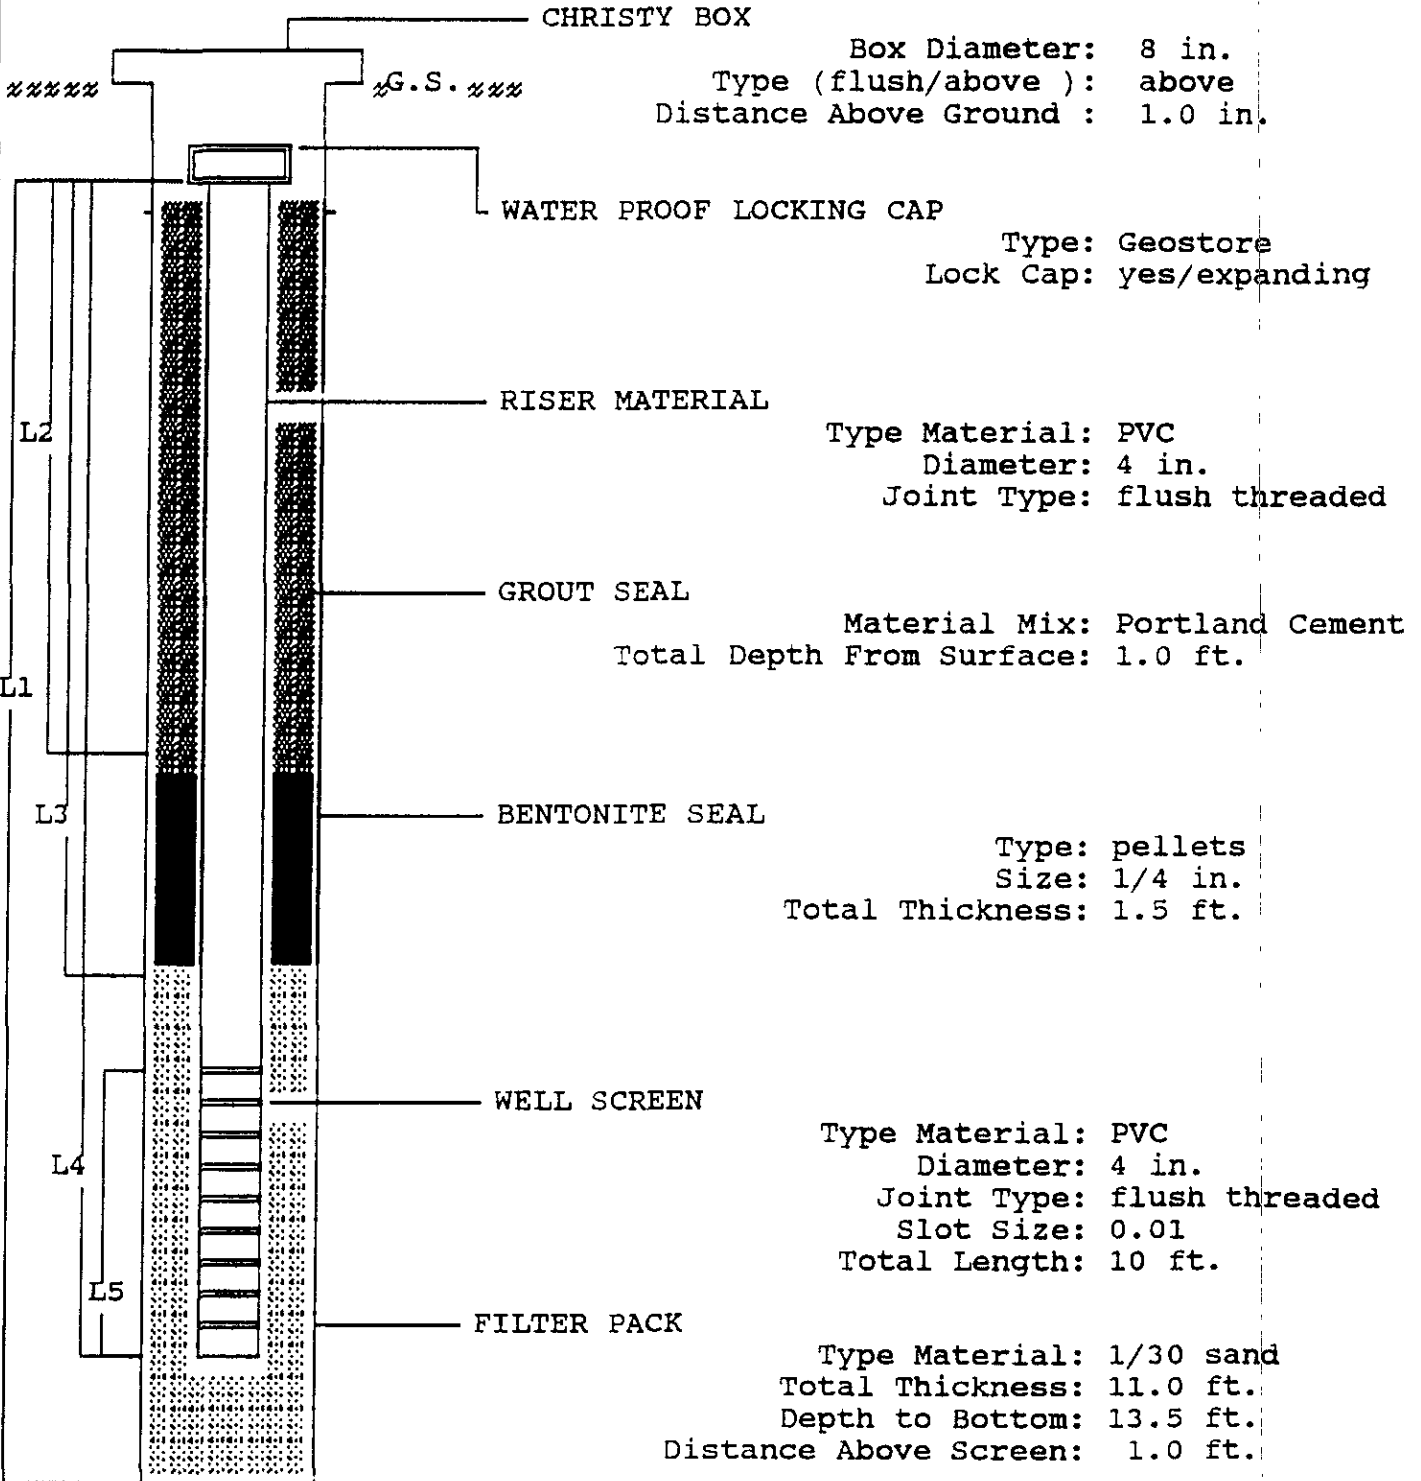 CHRISTY BOX
Box Diameter: 8 in.
G.S.
Type (flush/above ): above
Distance Above Ground : 1.0 in.
WATER PROOF LOCKING CAP
Type: Geostore
Lock Cap: yes/expanding
RISER MATERIAL
L2
Type Material: PVC
Diameter: 4 in.
Joint Type: flush threaded
GROUT SEAL
Material Mix: Portland Cement
Total Depth From Surface: 1.0 ft.
L1
L3
BENTONITE SEAL
Type: pellets
Size: 1/4 in.
Total Thickness: 1.5 ft.
WELL SCREEN
Type Material: PVC
L4
Diameter: 4 in.
Joint Type: flush threaded
Slot Size: 0.01
Total Length: 10 ft.
L5
FILTER PACK
Type Material: 1/30 sand
Total Thickness: 11.0 ft.
Depth to Bottom: 13.5 ft.
Distance Above Screen: 1.0 ft.